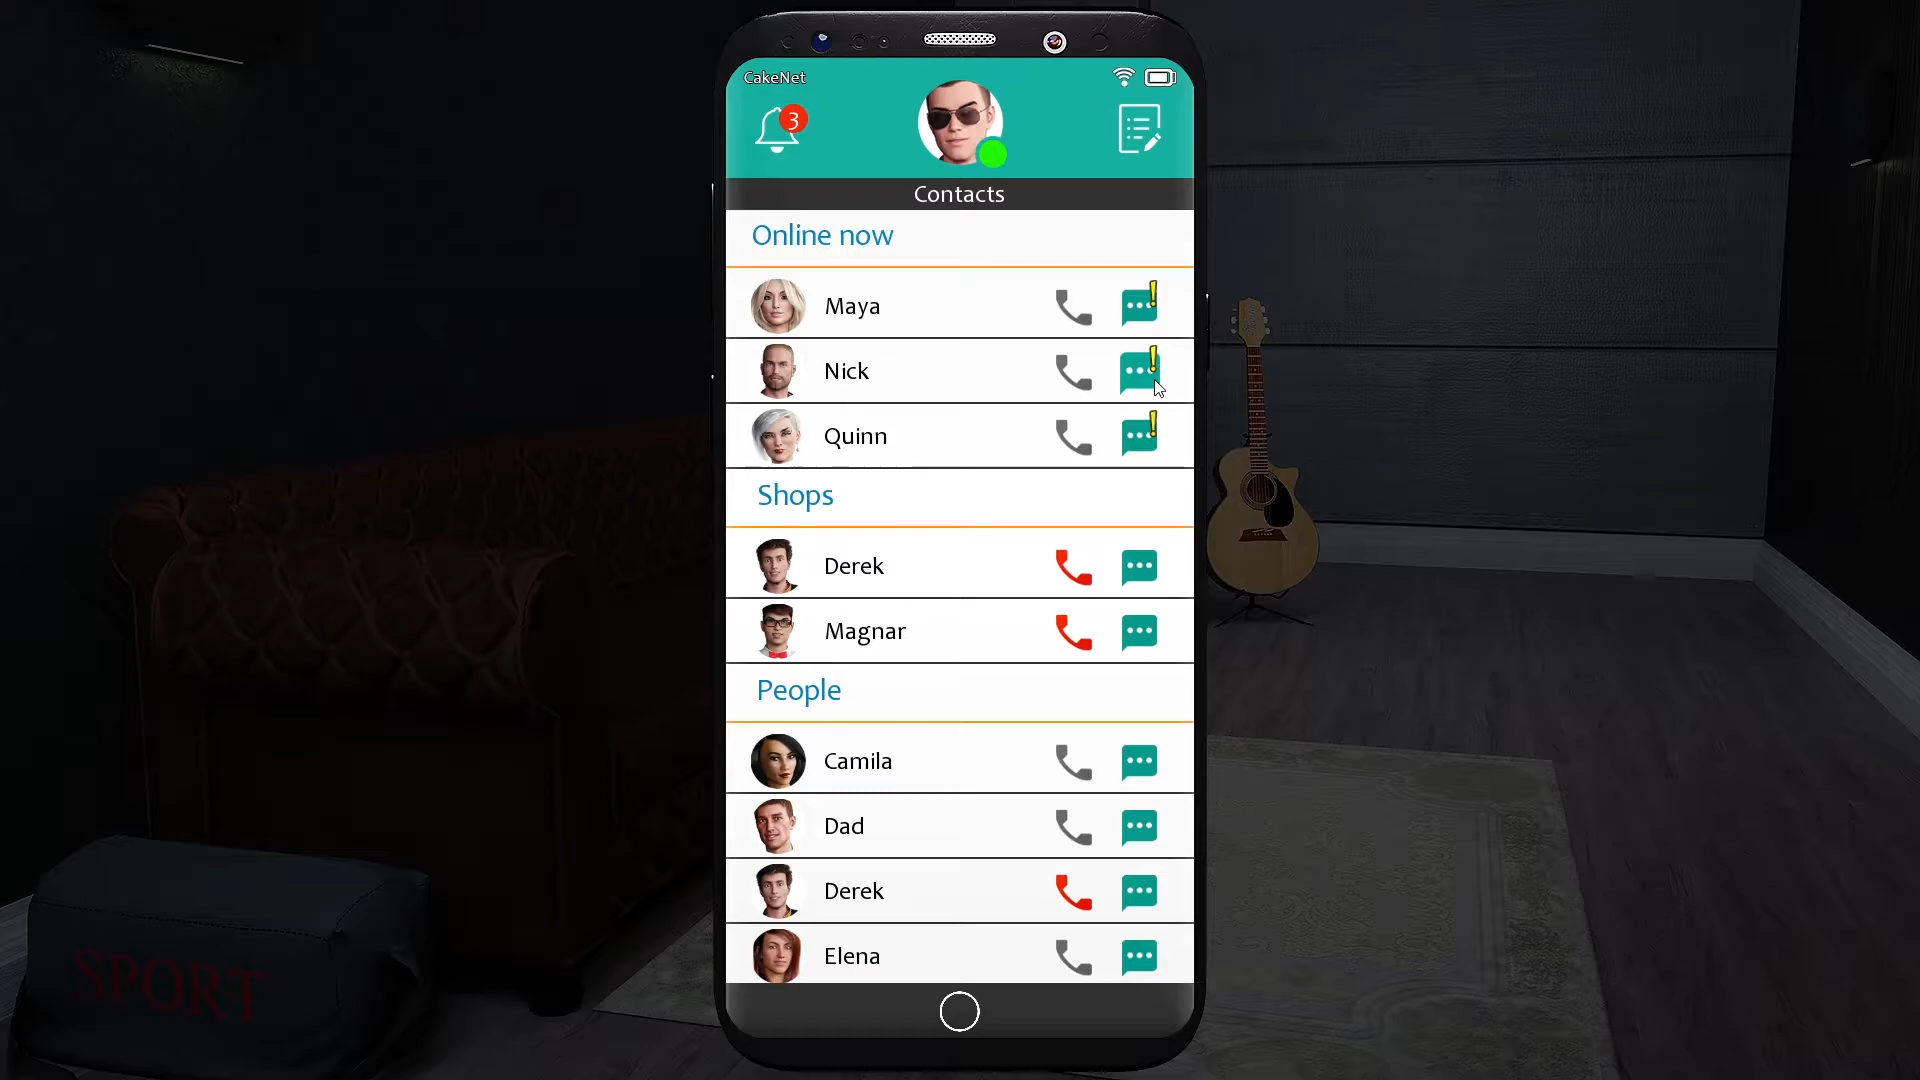 CakeNet
3
Contacts
Online now
Maya
Nick
Quinn
Shops
Derek
Magnar
People
Camila
Dad
Derek
Elena
SPORT